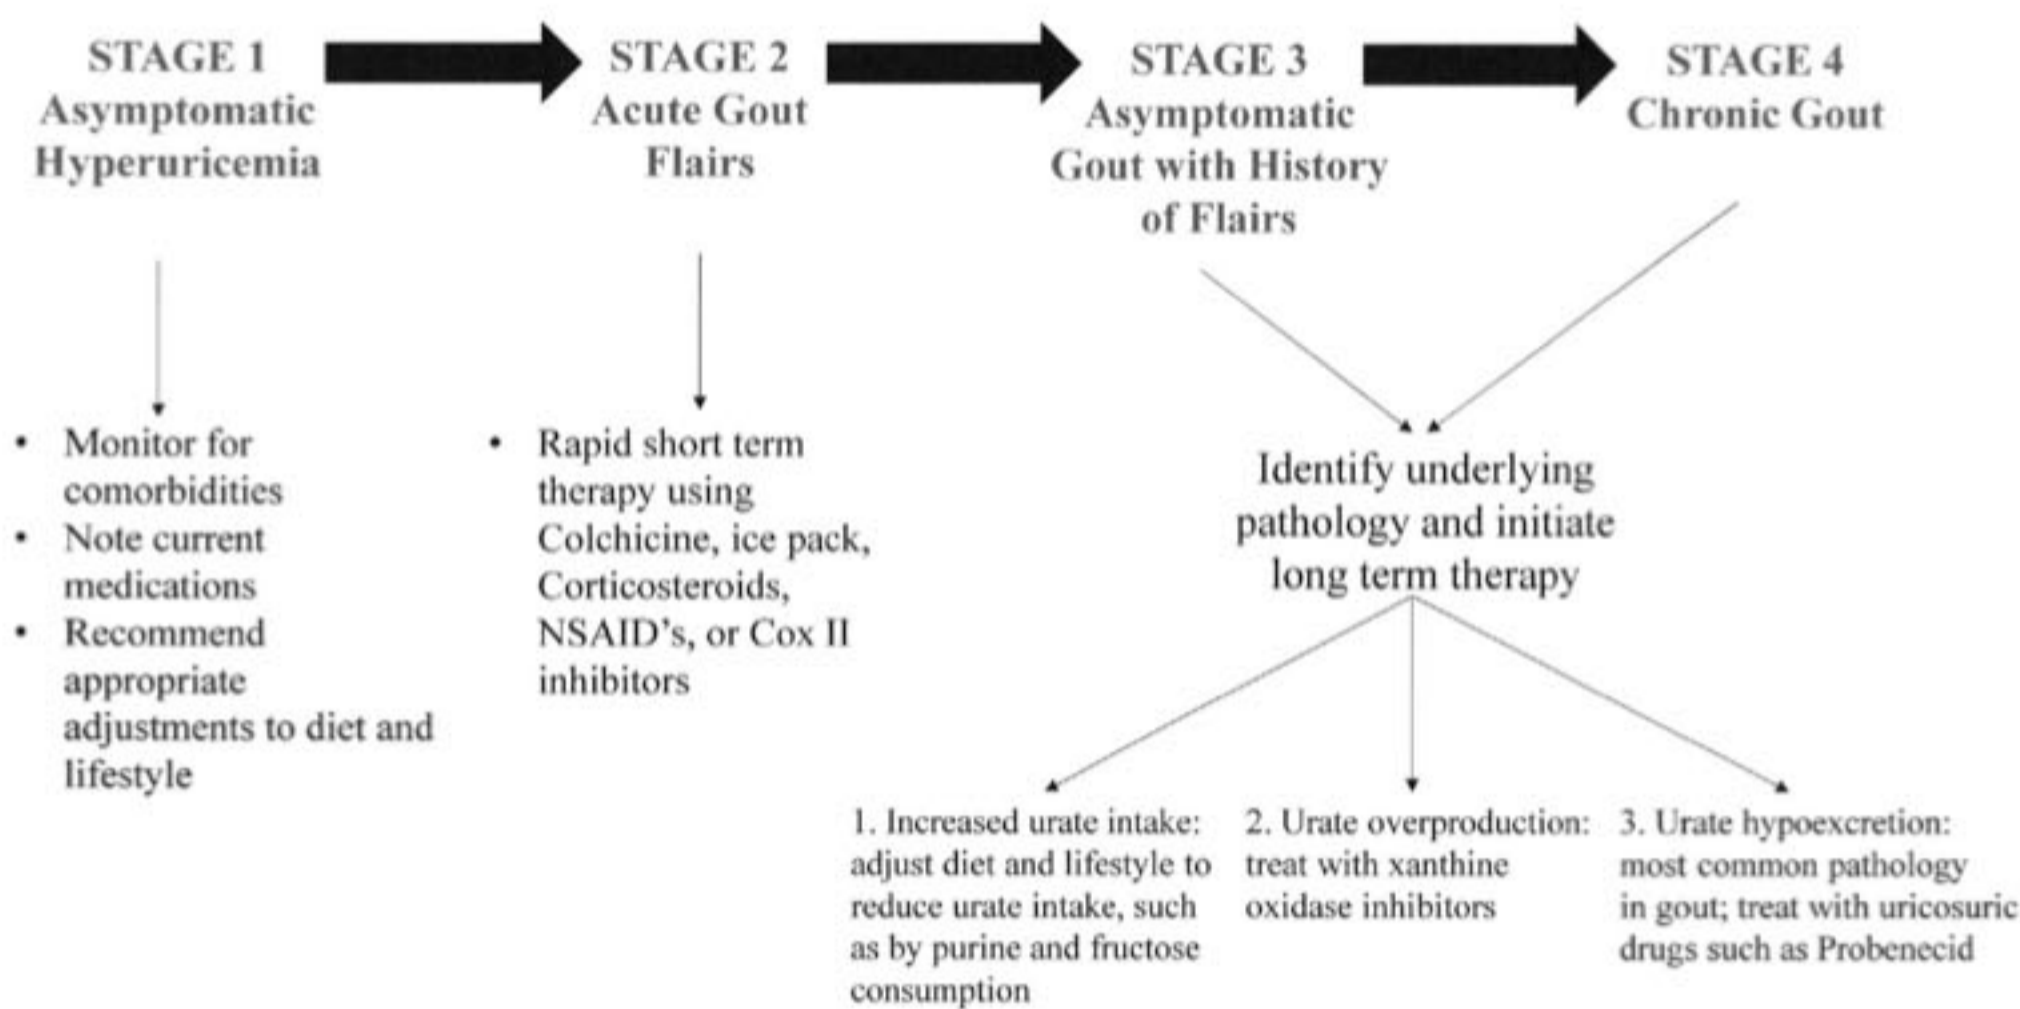 STAGE 1
Asymptomatic
Hyperuricemia
STAGE 2
Acute Gout
Flairs
STAGE 3
Asymptomatic
Gout with History
of Flairs
STAGE 4
Chronic Gout
• Monitor for
comorbidities
• Note current
medications
• Recommend
appropriate
adjustments to diet and
lifestyle
• Rapid short term
therapy using
Colchicine, ice pack,
Corticosteroids,
NSAID's, or Cox II
inhibitors
Identify underlying
pathology and initiate
long term therapy
1. Increased urate intake:
adjust diet and lifestyle to
reduce urate intake, such
as by purine and fructose
consumption
2. Urate overproduction:
treat with xanthine
oxidase inhibitors
3. Urate hypoexcretion:
most common pathology
in gout; treat with uricosuric
drugs such as Probenecid